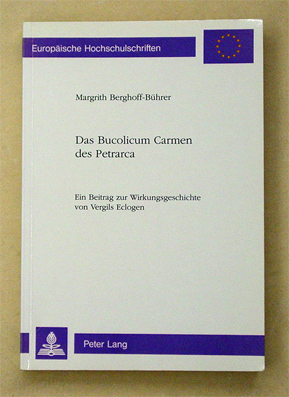 Europäische Hochschulschriften
Margrith Berghoff-Bührer
Das Bucolicum Carmen
des Petrarca
Ein Beitrag zur Wirkungsgeschichte
von Vergils Eclogen
Peter Lang